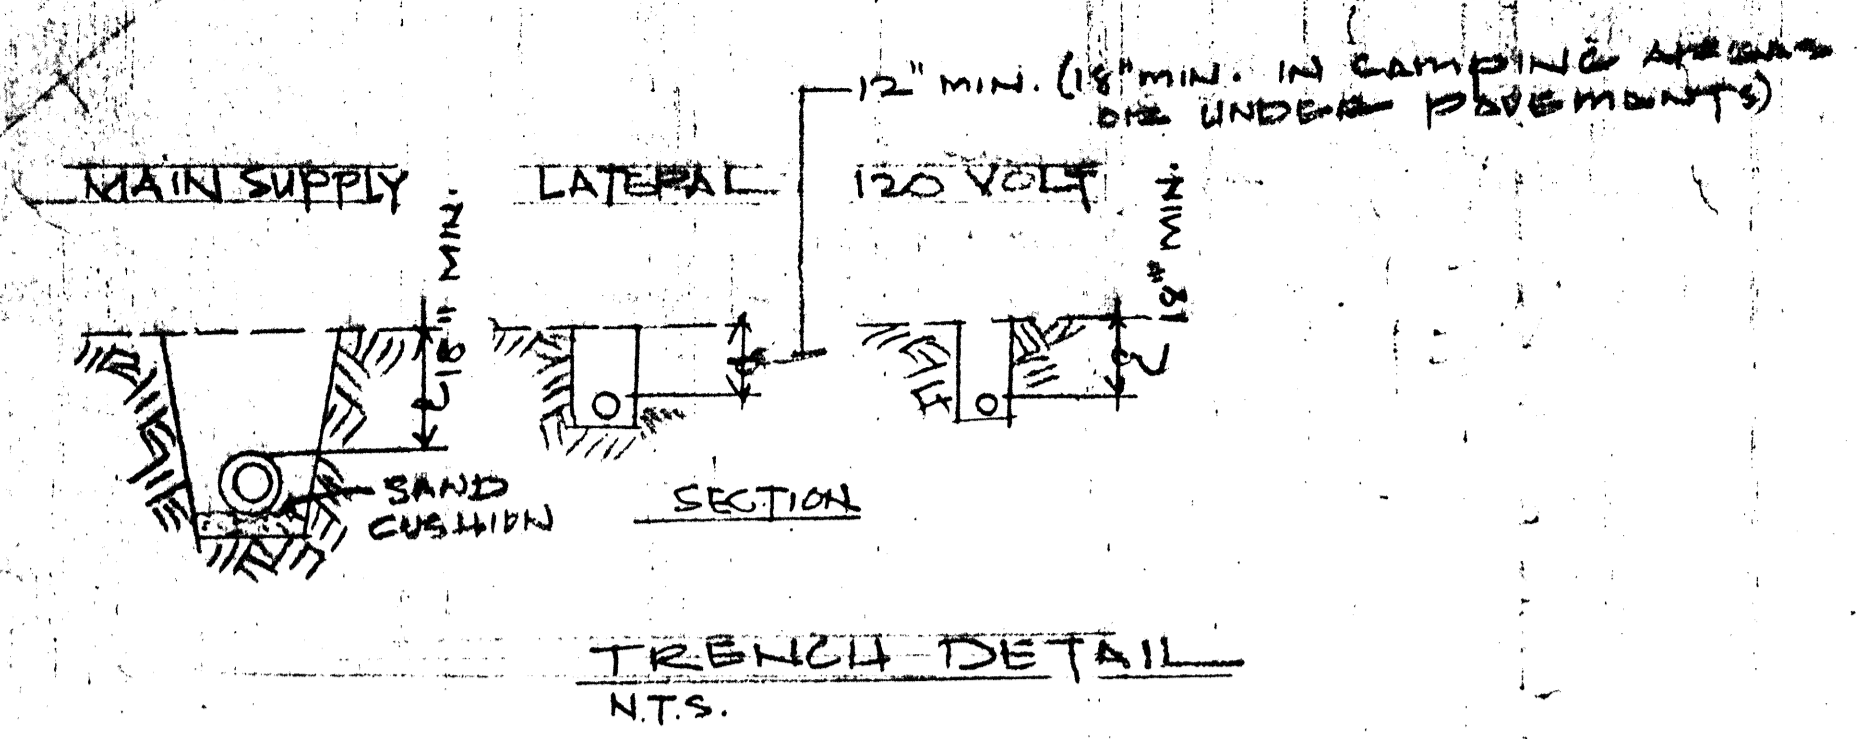 12" MIN. (18" MIN. IN CAMPING AREAS
OR UNDER PAVEMENTS)
MAIN SUPPLY
LATERAL
120 VOLT
18" MIN.
18" MIN.
SAND
CUSHION
SECTION
TRENCH DETAIL
N.T.S.